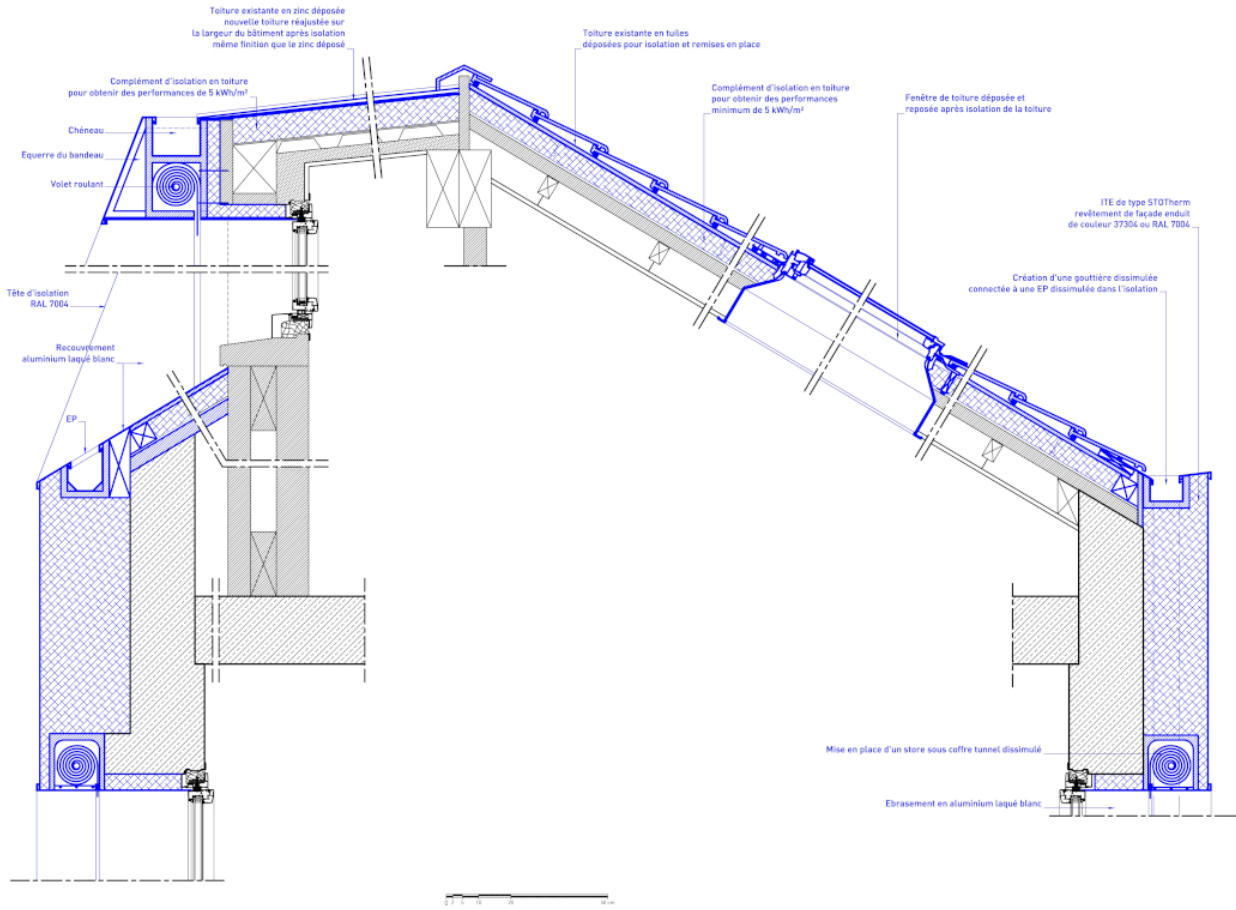 Toiture existante en zinc déposée
nouvelle toiture réajustée sur
la largeur du bâtiment après isolation
même finition que le zinc déposé
Toiture existante en tuiles
déposées pour isolation et remises en place
Complément d'isolation en toiture
pour obtenir des performances de 5 kWh/m²
Complément d'isolation en toiture
pour obtenir des performances
minimum de 5 kWh/m²
Fenêtre de toiture déposée et
reposée après isolation de la toiture
Chéneau
Equerre du bandeau
Volet roulant
ITE de type STOTherm
revêtement de façade enduit
de couleur 37304 ou RAL 7004
Création d'une gouttière dissimulée
connectée à une EP dissimulée dans l'isolation
Tête d'isolation
RAL 7004
Recouvrement
aluminium laqué blanc
EP
Mise en place d'un store sous coffre tunnel dissimulé
Ebrasement en aluminium laqué blanc